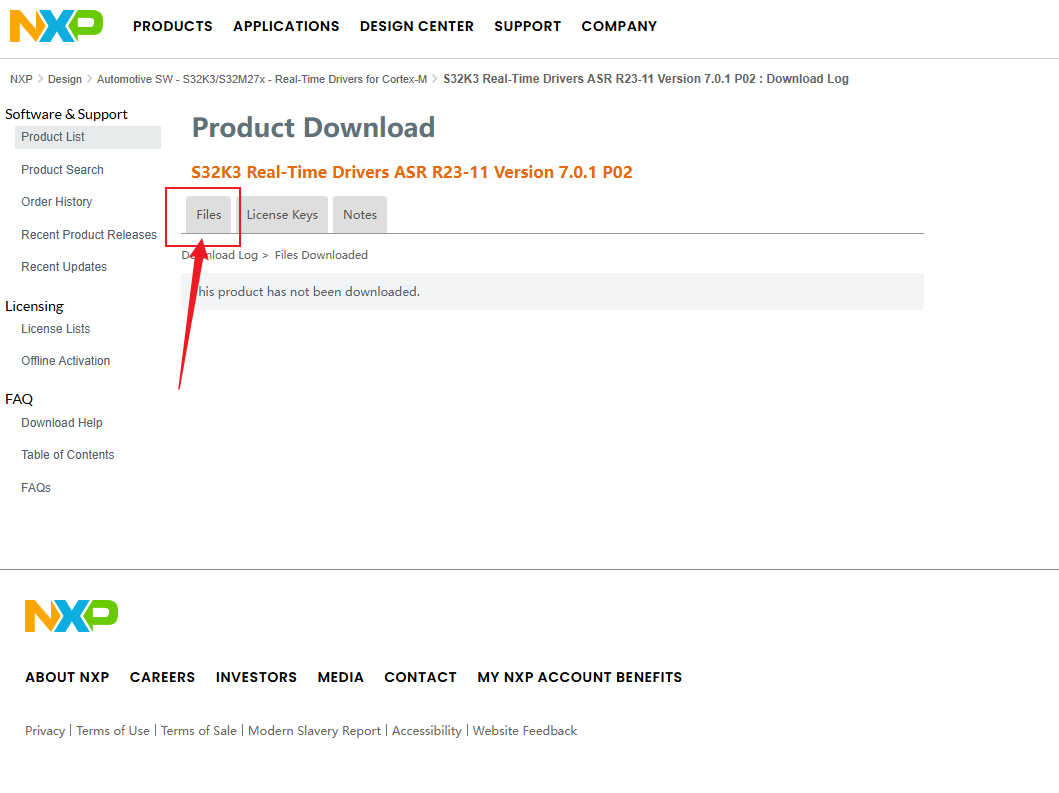 NXP
PRODUCTS APPLICATIONS DESIGN CENTER SUPPORT COMPANY
NXP > Design > Automotive SW - S32K3/S32M27x - Real-Time Drivers for Cortex-M > S32K3 Real-Time Drivers ASR R23-11 Version 7.0.1 P02 : Download Log
Software & Support
Product List
Product Search
Order History
Recent Product Releases
Recent Updates
Licensing
License Lists
Offline Activation
FAQ
Download Help
Table of Contents
FAQs
Product Download
S32K3 Real-Time Drivers ASR R23-11 Version 7.0.1 P02
Files License Keys Notes
Download Log > Files Downloaded
This product has not been downloaded.
NXP
ABOUT NXP CAREERS INVESTORS MEDIA CONTACT MY NXP ACCOUNT BENEFITS
Privacy | Terms of Use | Terms of Sale | Modern Slavery Report | Accessibility | Website Feedback